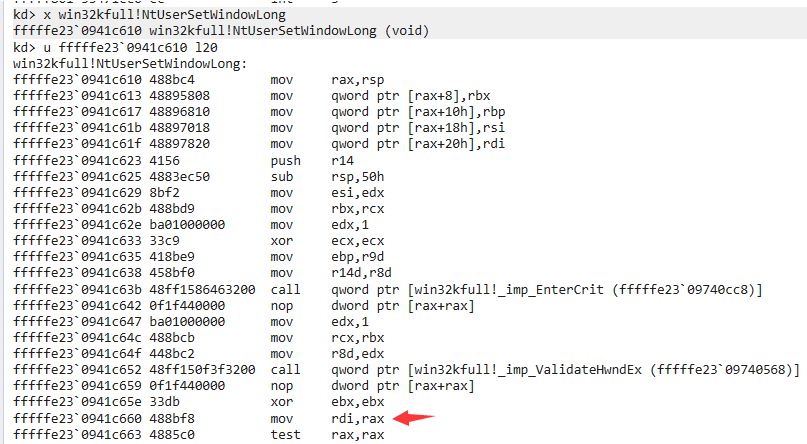 kd> x win32kfull!NtUserSetWindowLong
fffffe23`0941c610 win32kfull!NtUserSetWindowLong (void)
kd> u fffffe23`0941c610 l20
win32kfull!NtUserSetWindowLong:
fffffe23`0941c610 488bc4 mov rax,rsp
fffffe23`0941c613 48895808 mov qword ptr [rax+8],rbx
fffffe23`0941c617 48896810 mov qword ptr [rax+10h],rbp
fffffe23`0941c61b 48897018 mov qword ptr [rax+18h],rsi
fffffe23`0941c61f 48897820 mov qword ptr [rax+20h],rdi
fffffe23`0941c623 4156 push r14
fffffe23`0941c625 4883ec50 sub rsp,50h
fffffe23`0941c629 8bf2 mov esi,edx
fffffe23`0941c62b 488bd9 mov rbx,rcx
fffffe23`0941c62e ba01000000 mov edx,1
fffffe23`0941c633 33c9 xor ecx,ecx
fffffe23`0941c635 418be9 mov ebp,r9d
fffffe23`0941c638 458bf0 mov r14d,r8d
fffffe23`0941c63b 48ff1586463200 call qword ptr [win32kfull!_imp_EnterCrit (fffffe23`09740cc8)]
fffffe23`0941c642 0f1f440000 nop dword ptr [rax+rax]
fffffe23`0941c647 ba01000000 mov edx,1
fffffe23`0941c64c 488bcb mov rcx,rbx
fffffe23`0941c64f 448bc2 mov r8d,edx
fffffe23`0941c652 48ff150f3f3200 call qword ptr [win32kfull!_imp_ValidateHwndEx (fffffe23`09740568)]
fffffe23`0941c659 0f1f440000 nop dword ptr [rax+rax]
fffffe23`0941c65e 33db xor ebx,ebx
fffffe23`0941c660 488bf8 mov rdi,rax
fffffe23`0941c663 4885c0 test rax,rax